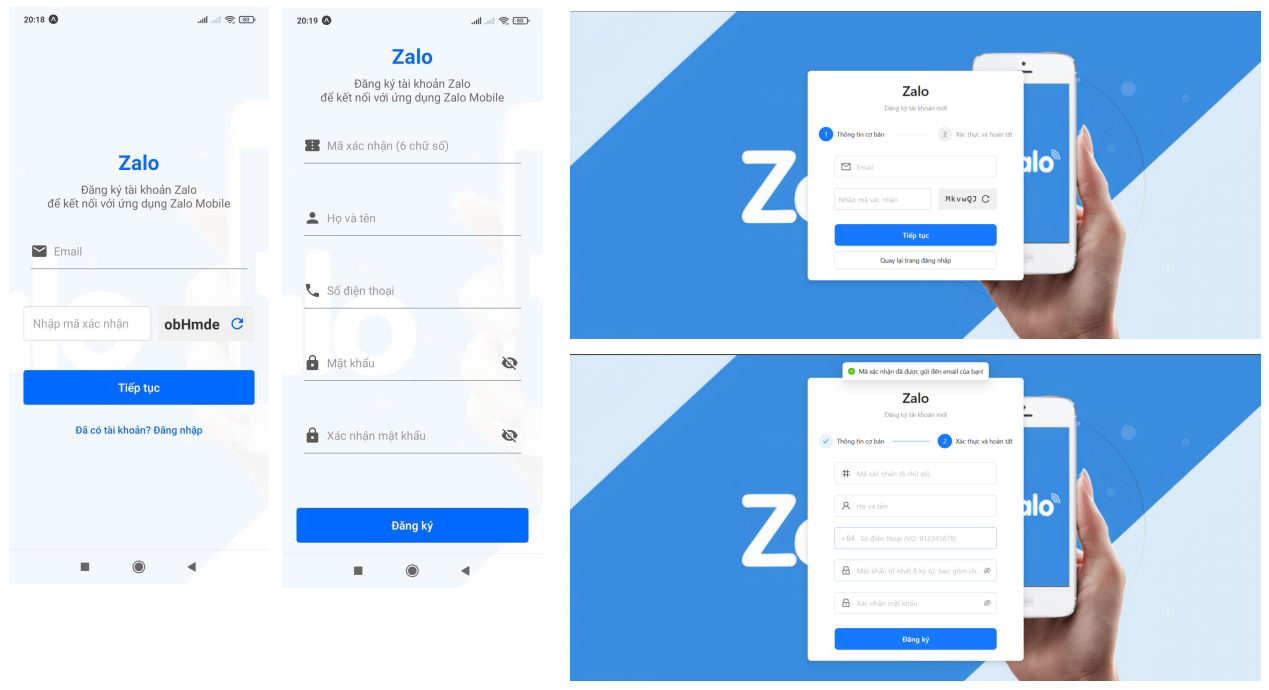 20:18
83
Zalo
Đăng ký tài khoản Zalo
để kết nối với ứng dụng Zalo Mobile
Email
Nhập mã xác nhận
obHmde
Tiếp tục
Đã có tài khoản? Đăng nhập
20:19
Zalo
Đăng ký tài khoản Zalo
để kết nối với ứng dụng Zalo Mobile
Mã xác nhận (6 chữ số)
Họ và tên
Số điện thoại
Mật khẩu
Xác nhận mật khẩu
Đăng ký
Zalo
Đăng ký tài khoản mới
1 Thông tin cơ bản
2 Xác thực và hoàn tất
Email
Nhập mã xác nhận
MkvwQJ
Tiếp tục
Quay lại trang đăng nhập
Mã xác nhận đã được gửi đến email của bạn!
Zalo
Đăng ký tài khoản mới
Thông tin cơ bản
2 Xác thực và hoàn tất
Mã xác nhận (6 chữ số)
Họ và tên
+84 Số điện thoại (VD: 912345678)
Mật khẩu (ít nhất 8 ký tự, bao gồm ch...
Xác nhận mật khẩu
Đăng ký